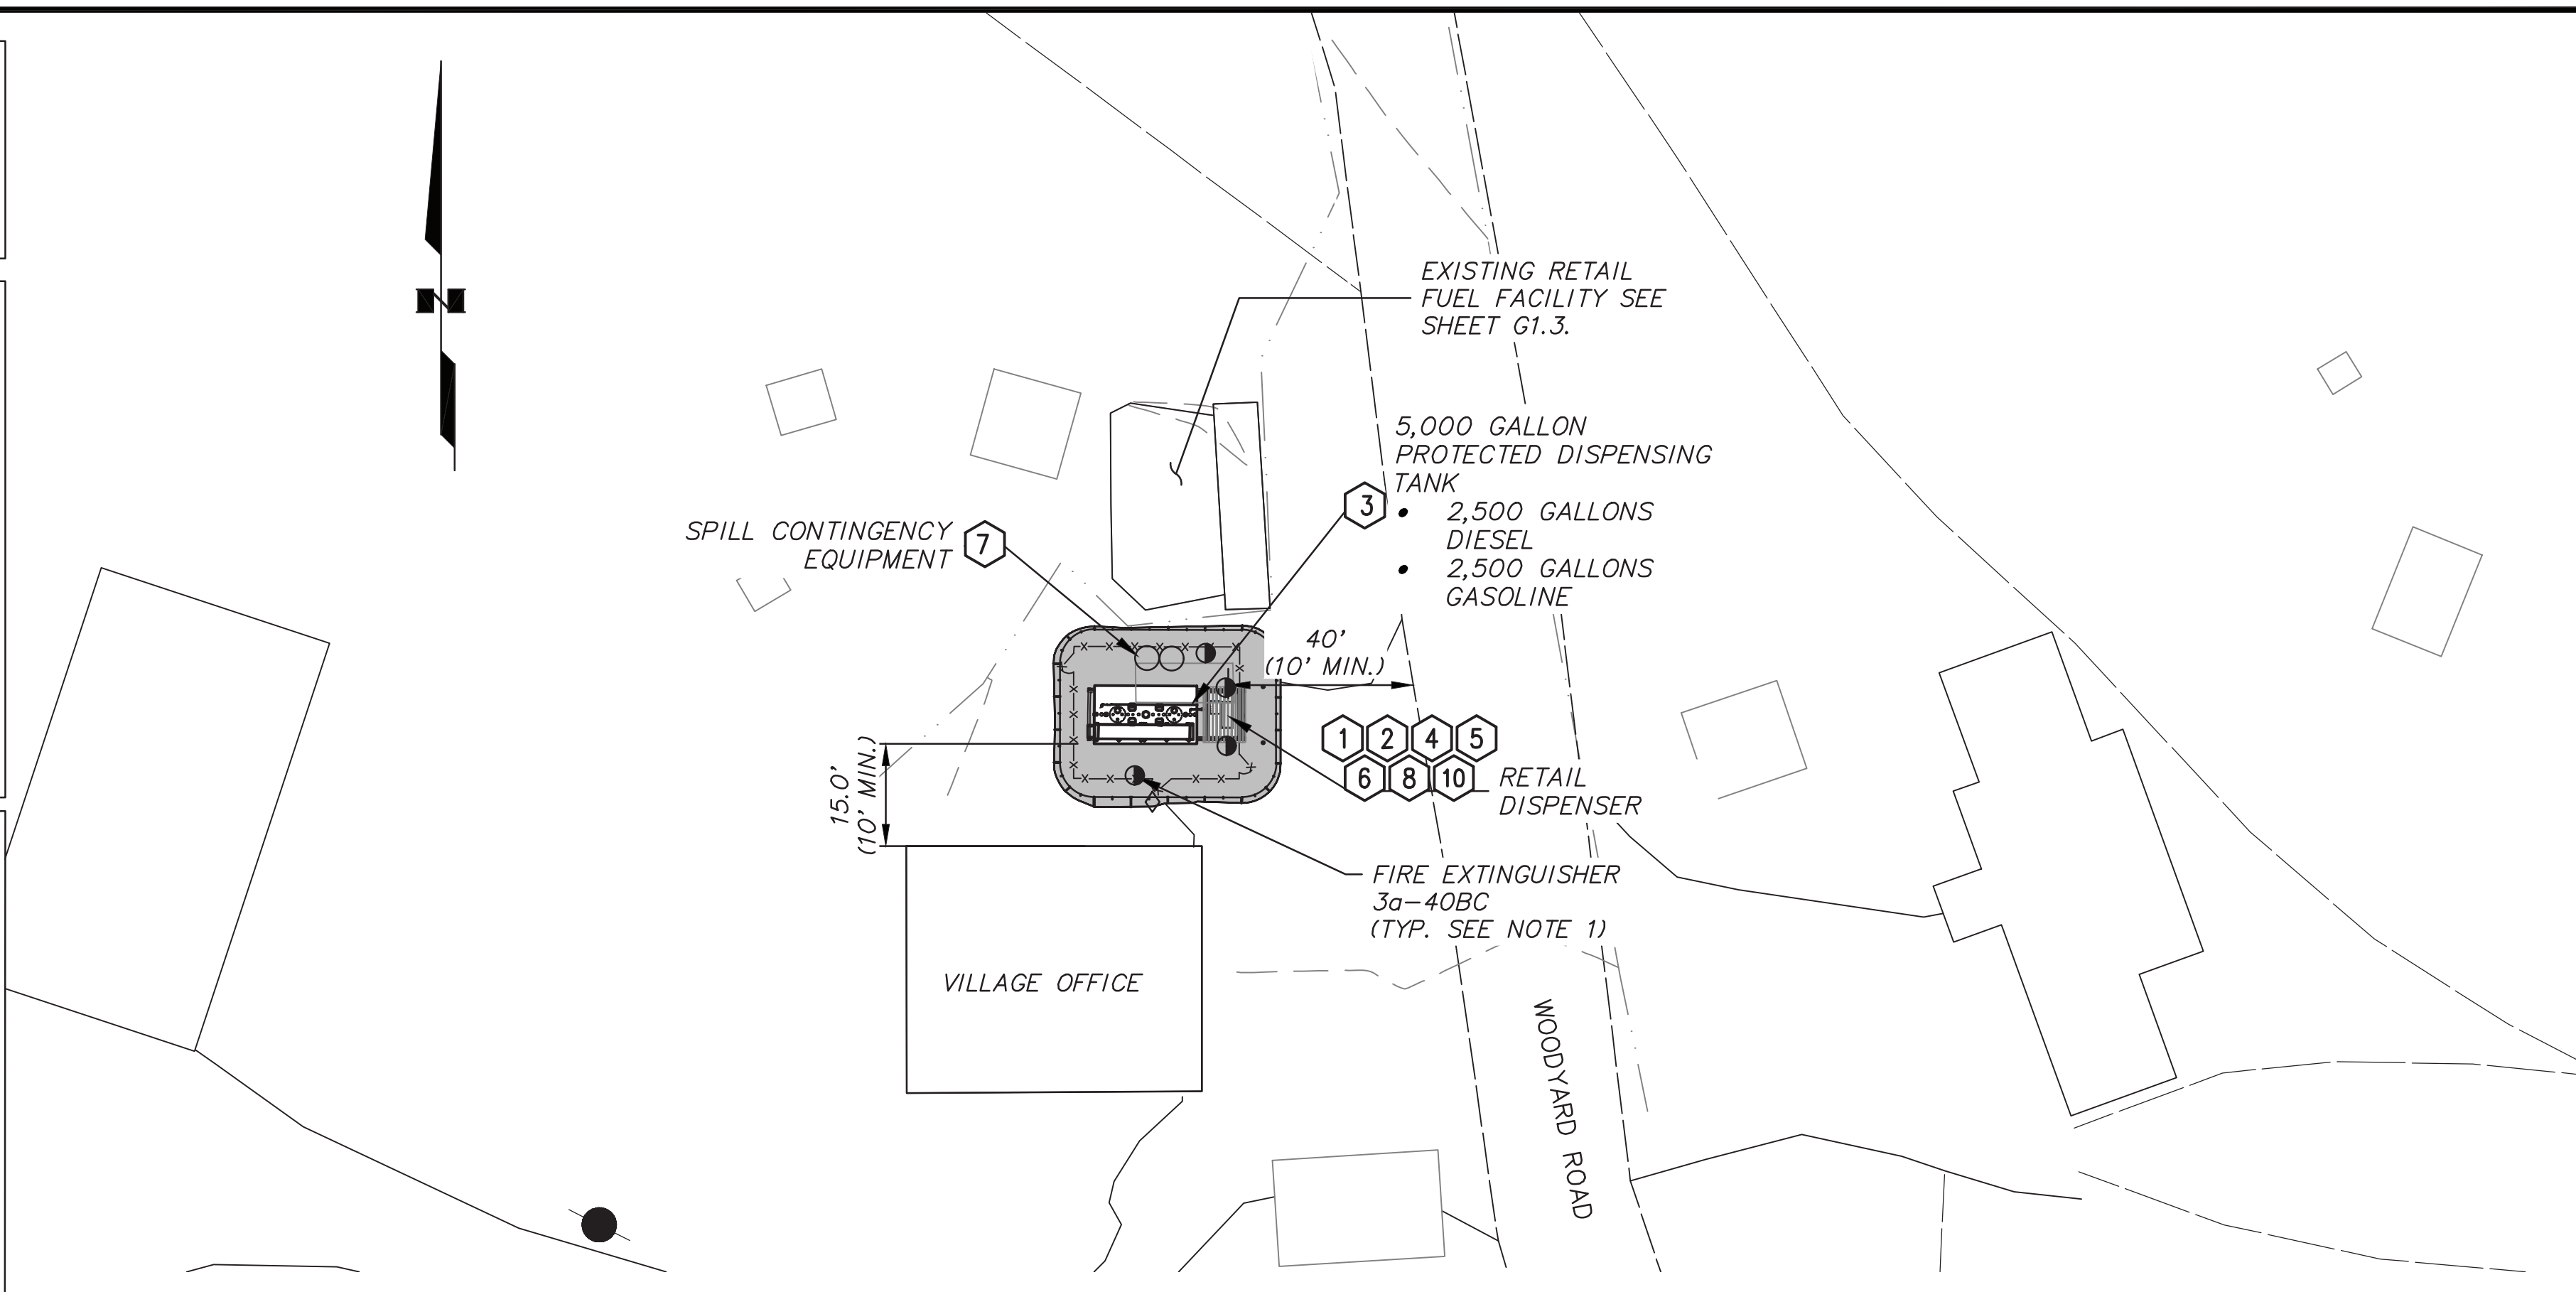 EXISTING RETAIL
FUEL FACILITY SEE
SHEET G1.3.
5,000 GALLON
PROTECTED DISPENSING
TANK
3
• 2,500 GALLONS
DIESEL
• 2,500 GALLONS
GASOLINE
SPILL CONTINGENCY
EQUIPMENT
7
40'
(10' MIN.)
15.0'
(10' MIN.)
1 2 4 5
6 8 10
RETAIL
DISPENSER
FIRE EXTINGUISHER
3a-40BC
(TYP. SEE NOTE 1)
VILLAGE OFFICE
WOODYARD ROAD
N